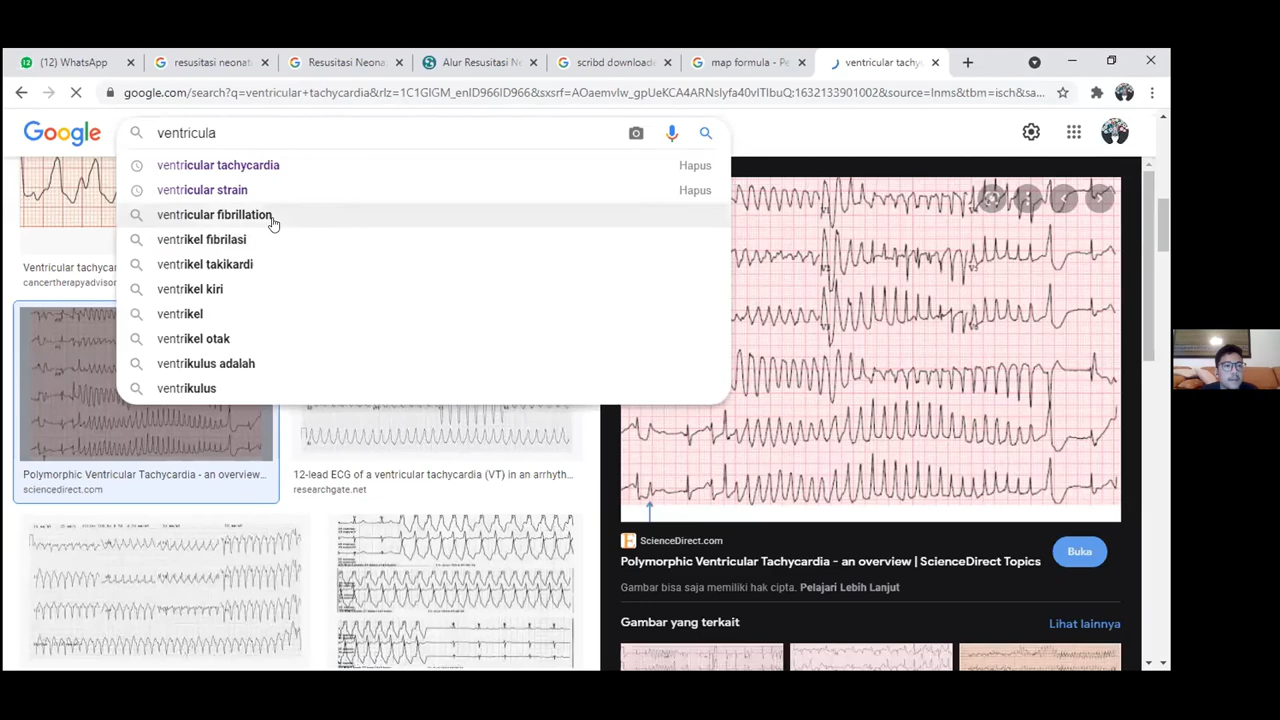 (12) WhatsApp
resusitasi neonat
Resusitasi Neona
Alur Resusitasi Ne
scribd downloade
map formula - Pe
ventricular tachy
google.com/search?q=ventricular+tachycardia&rlz=1C1GIGM_enID966ID966&sxsrf=AOaemvIw_gpUeKCA4ARNsIyfa40vITIbuQ:1632133901002&source=lnms&tbm=isch&sa...
Google
ventricula
ventricular tachycardia Hapus
ventricular strain Hapus
ventricular fibrillation
ventrikel fibrilasi
ventrikel takikardi
ventrikel kiri
ventrikel
ventrikel otak
ventrikulus adalah
ventrikulus
Ventricular tachycar
cancertherapyadvisor
Polymorphic Ventricular Tachycardia - an overview...
sciencedirect.com
12-lead ECG of a ventricular tachycardia (VT) in an arrhyth...
researchgate.net
ScienceDirect.com
Polymorphic Ventricular Tachycardia - an overview | ScienceDirect Topics
Buka
Gambar bisa saja memiliki hak cipta. Pelajari Lebih Lanjut
Gambar yang terkait
Lihat lainnya